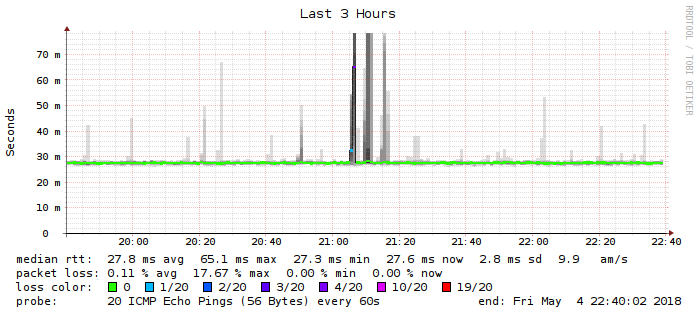 Last 3 Hours
RRDTOOL / TOBI OETIKER
Seconds
70 m
60 m
50 m
40 m
30 m
20 m
10 m
0
20:00 20:20 20:40 21:00 21:20 21:40 22:00 22:20 22:40
median rtt: 27.8 ms avg 65.1 ms max 27.3 ms min 27.6 ms now 2.8 ms sd 9.9 am/s
packet loss: 0.11 % avg 17.67 % max 0.00 % min 0.00 % now
loss color: 0 1/20 2/20 3/20 4/20 10/20 19/20
probe: 20 ICMP Echo Pings (56 Bytes) every 60s end: Fri May 4 22:40:02 2018